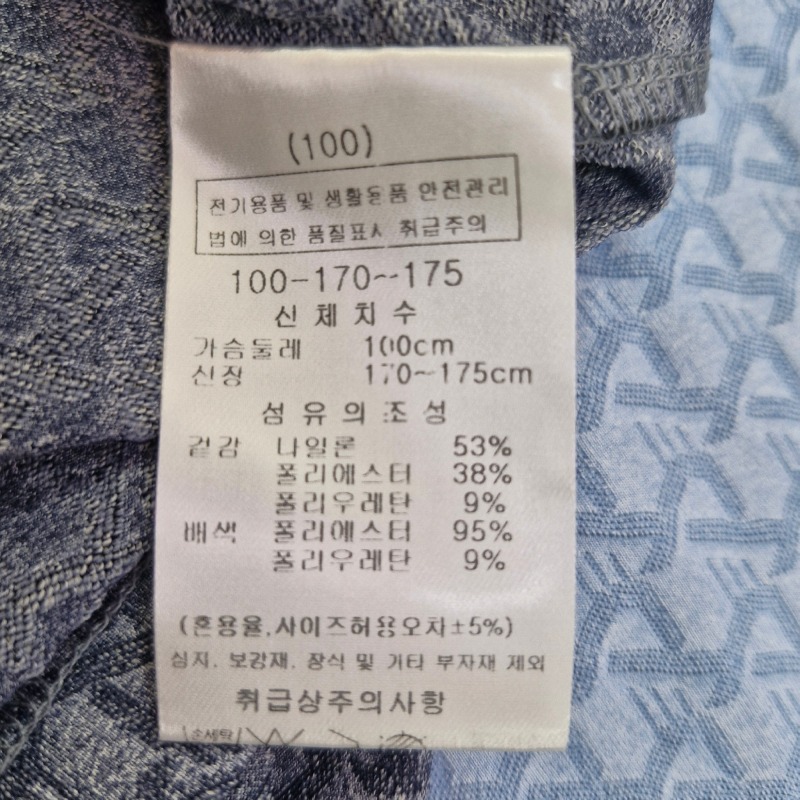 (100)
전기용품 및 생활용품 안전관리
법에 의한 품질표시 취급주의
100-170~-175
신체치수
가슴둘레 100cm
신장 170~175cm
섬유의조성
겉감 나일론 53%
폴리에스터 38%
폴리우레탄 9%
배색 폴리에스터 95%
폴리우레탄 9%
(혼용율,사이즈허용오차±5%)
심지. 보강재. 장식 및 기타 부자재 제외
취급상주의사항
손세탁